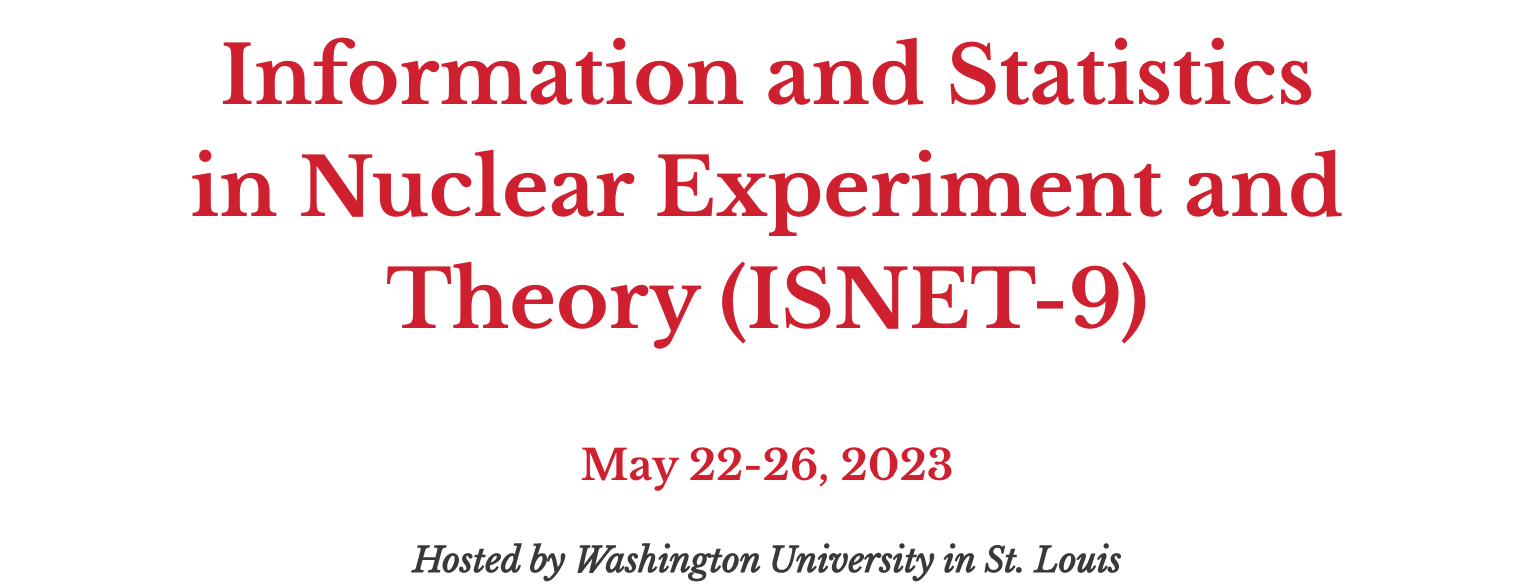 Information and Statistics
in Nuclear Experiment and
Theory (ISNET-9)
May 22-26, 2023
Hosted by Washington University in St. Louis